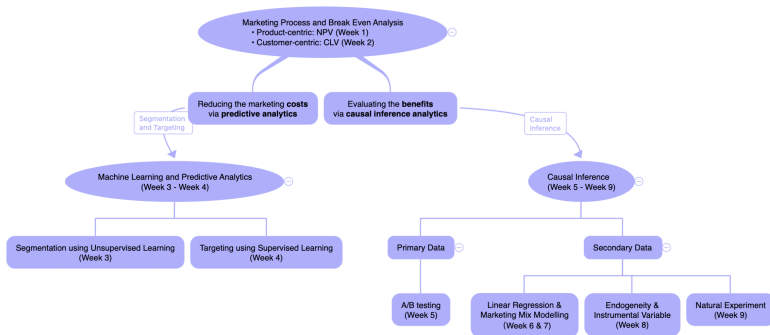 Marketing Process and Break Even Analysis
• Product-centric: NPV (Week 1)
• Customer-centric: CLV (Week 2)
Reducing the marketing costs
via predictive analytics
Evaluating the benefits
via causal inference analytics
Segmentation
and Targeting
Causal
Inference
Machine Learning and Predictive Analytics
(Week 3 - Week 4)
Causal Inference
(Week 5 - Week 9)
Segmentation using Unsupervised Learning
(Week 3)
Targeting using Supervised Learning
(Week 4)
Primary Data
Secondary Data
A/B testing
(Week 5)
Linear Regression &
Marketing Mix Modelling
(Week 6 & 7)
Endogeneity &
Instrumental Variable
(Week 8)
Natural Experiment
(Week 9)